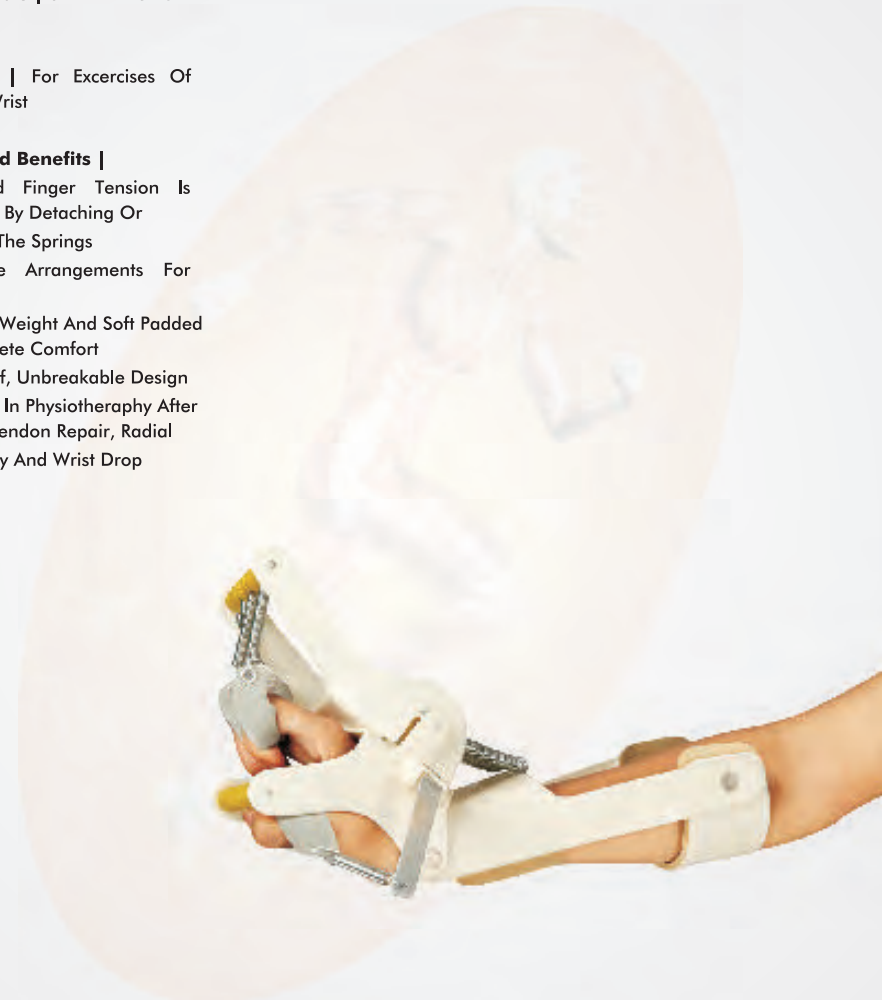 | For Excercises Of
rist
d Benefits |
d Finger Tension Is
By Detaching Or
The Springs
e Arrangements For
Weight And Soft Padded
ete Comfort
f, Unbreakable Design
In Physiotheraphy After
endon Repair, Radial
y And Wrist Drop